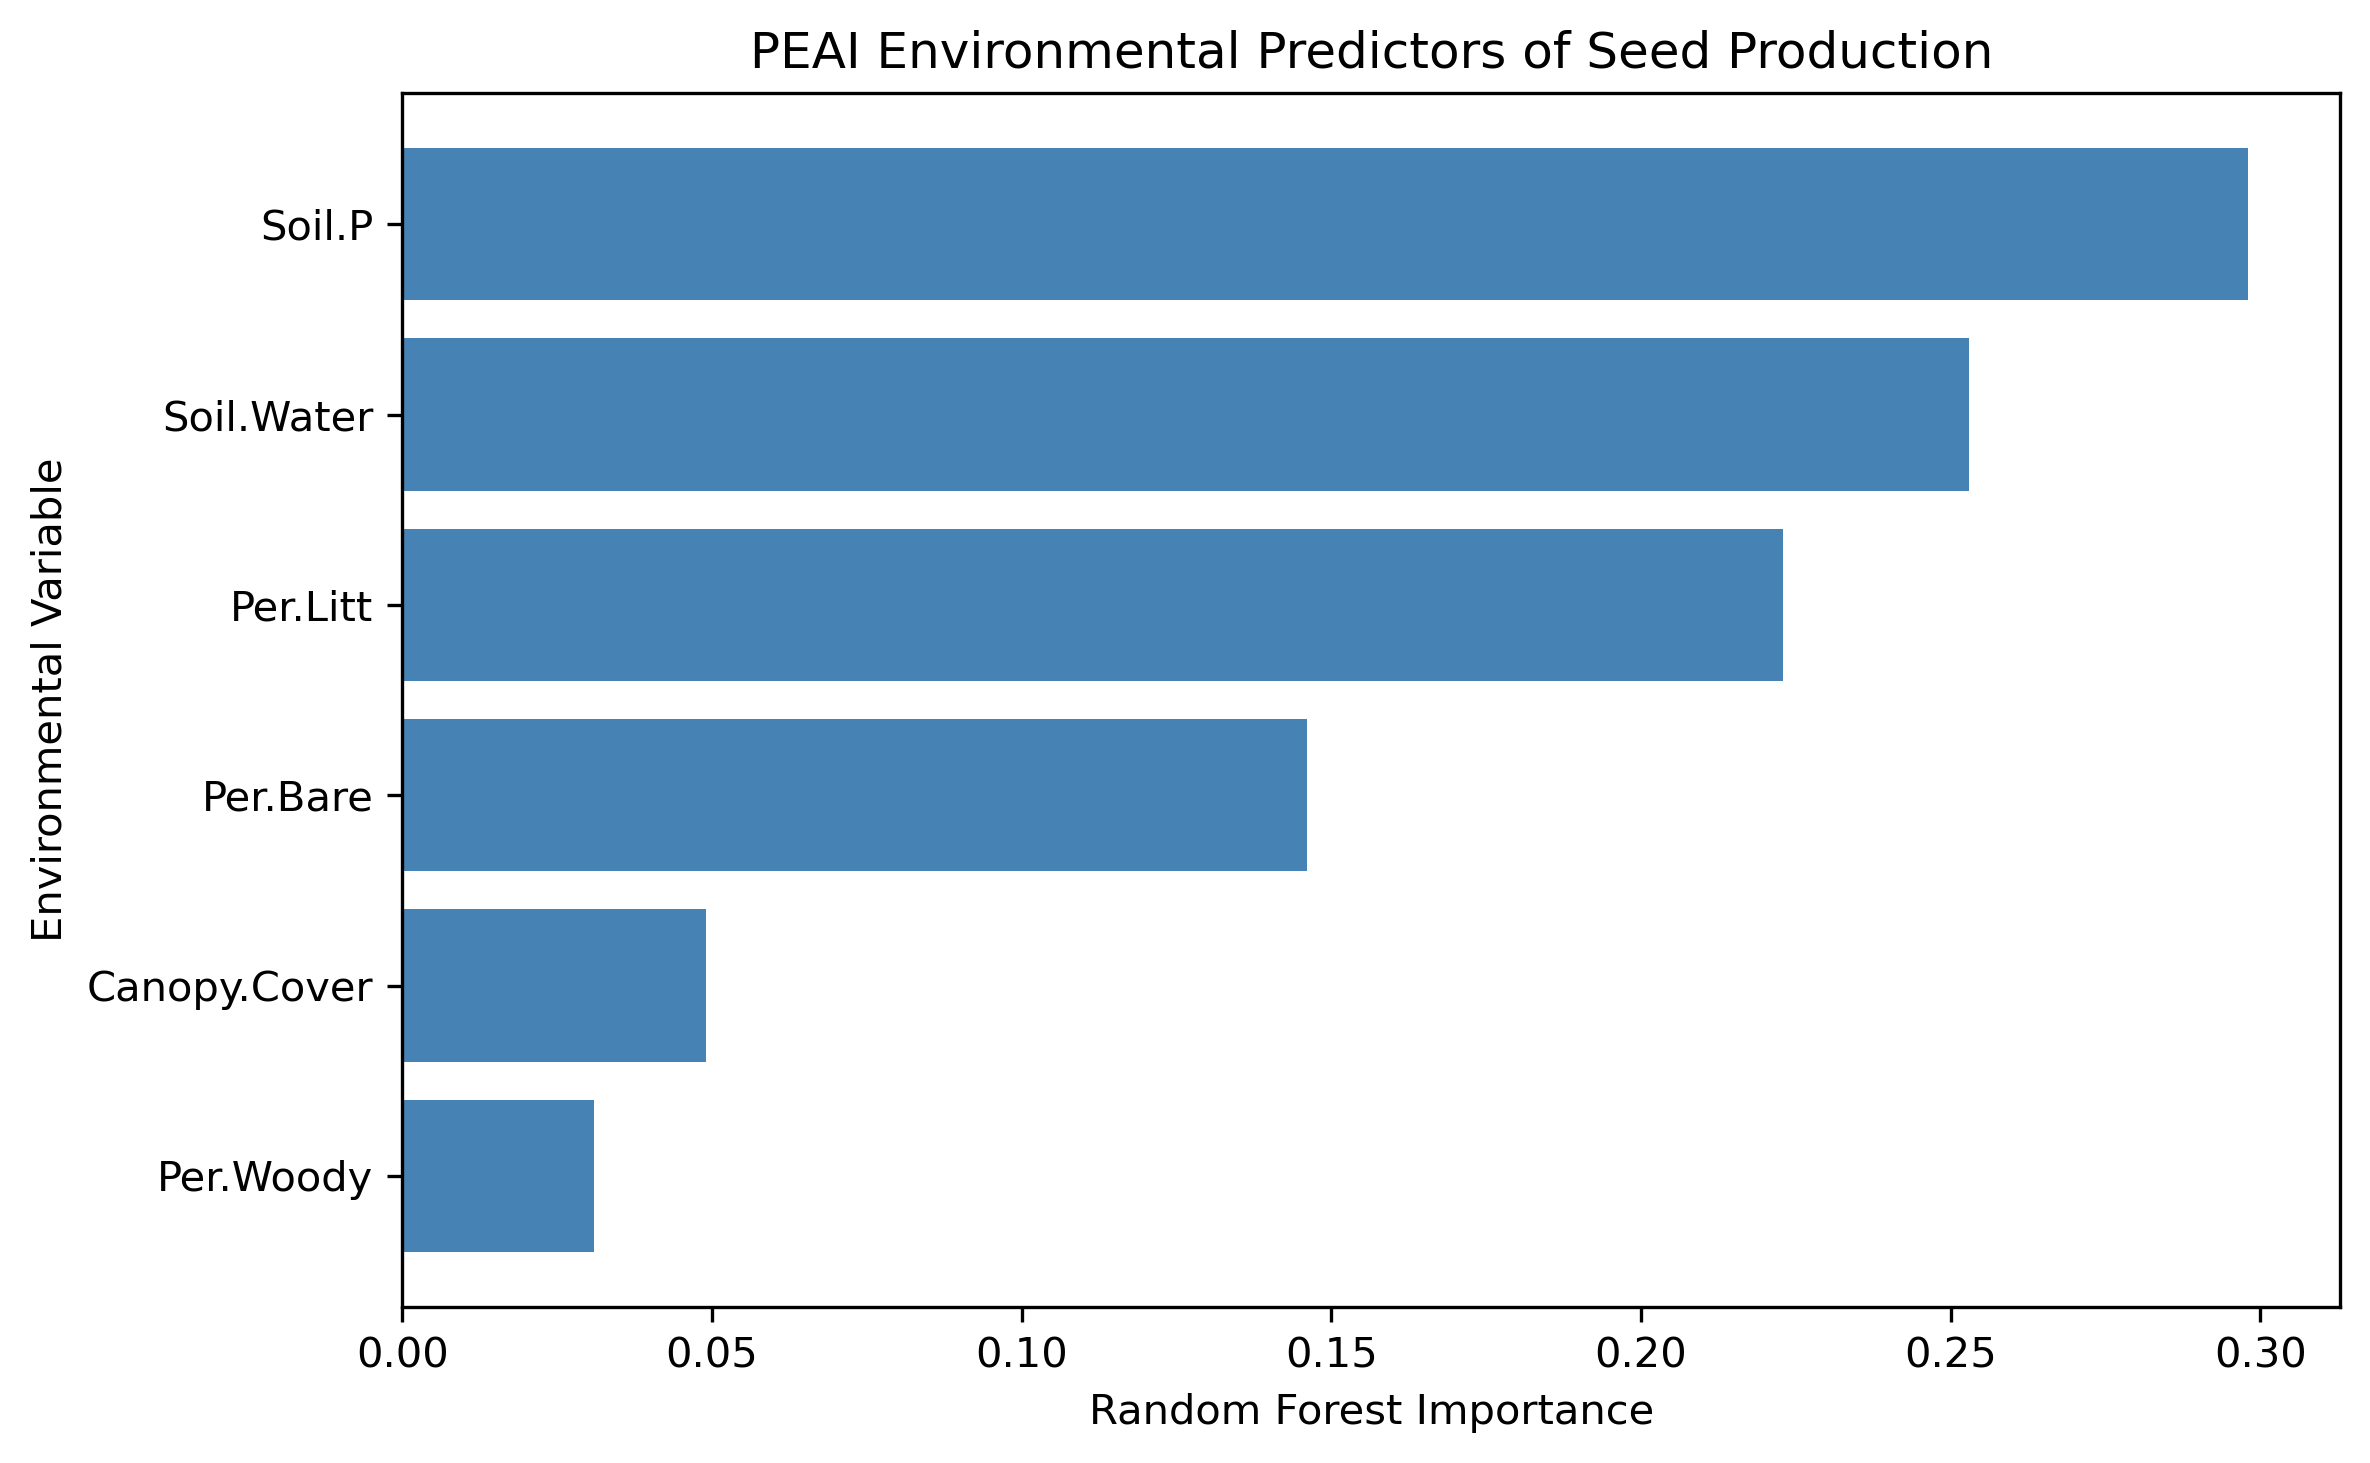 PEAI Environmental Predictors of Seed Production
Environmental Variable
Soil.P
Soil.Water
Per.Litt
Per.Bare
Canopy.Cover
Per.Woody
0.00 0.05 0.10 0.15 0.20 0.25 0.30
Random Forest Importance